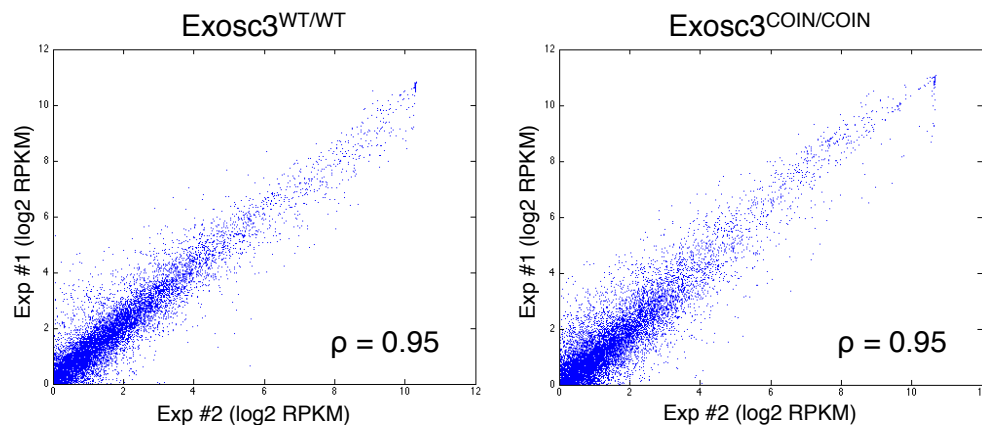 Exosc3WT/WT
12
10
8
6
4
2
0
Exp #1 (log2 RPKM)
ρ = 0.95
0 2 4 6 8 10 12
Exp #2 (log2 RPKM)
Exosc3COIN/COIN
12
10
8
6
4
2
0
Exp #1 (log2 RPKM)
ρ = 0.95
0 2 4 6 8 10
Exp #2 (log2 RPKM)